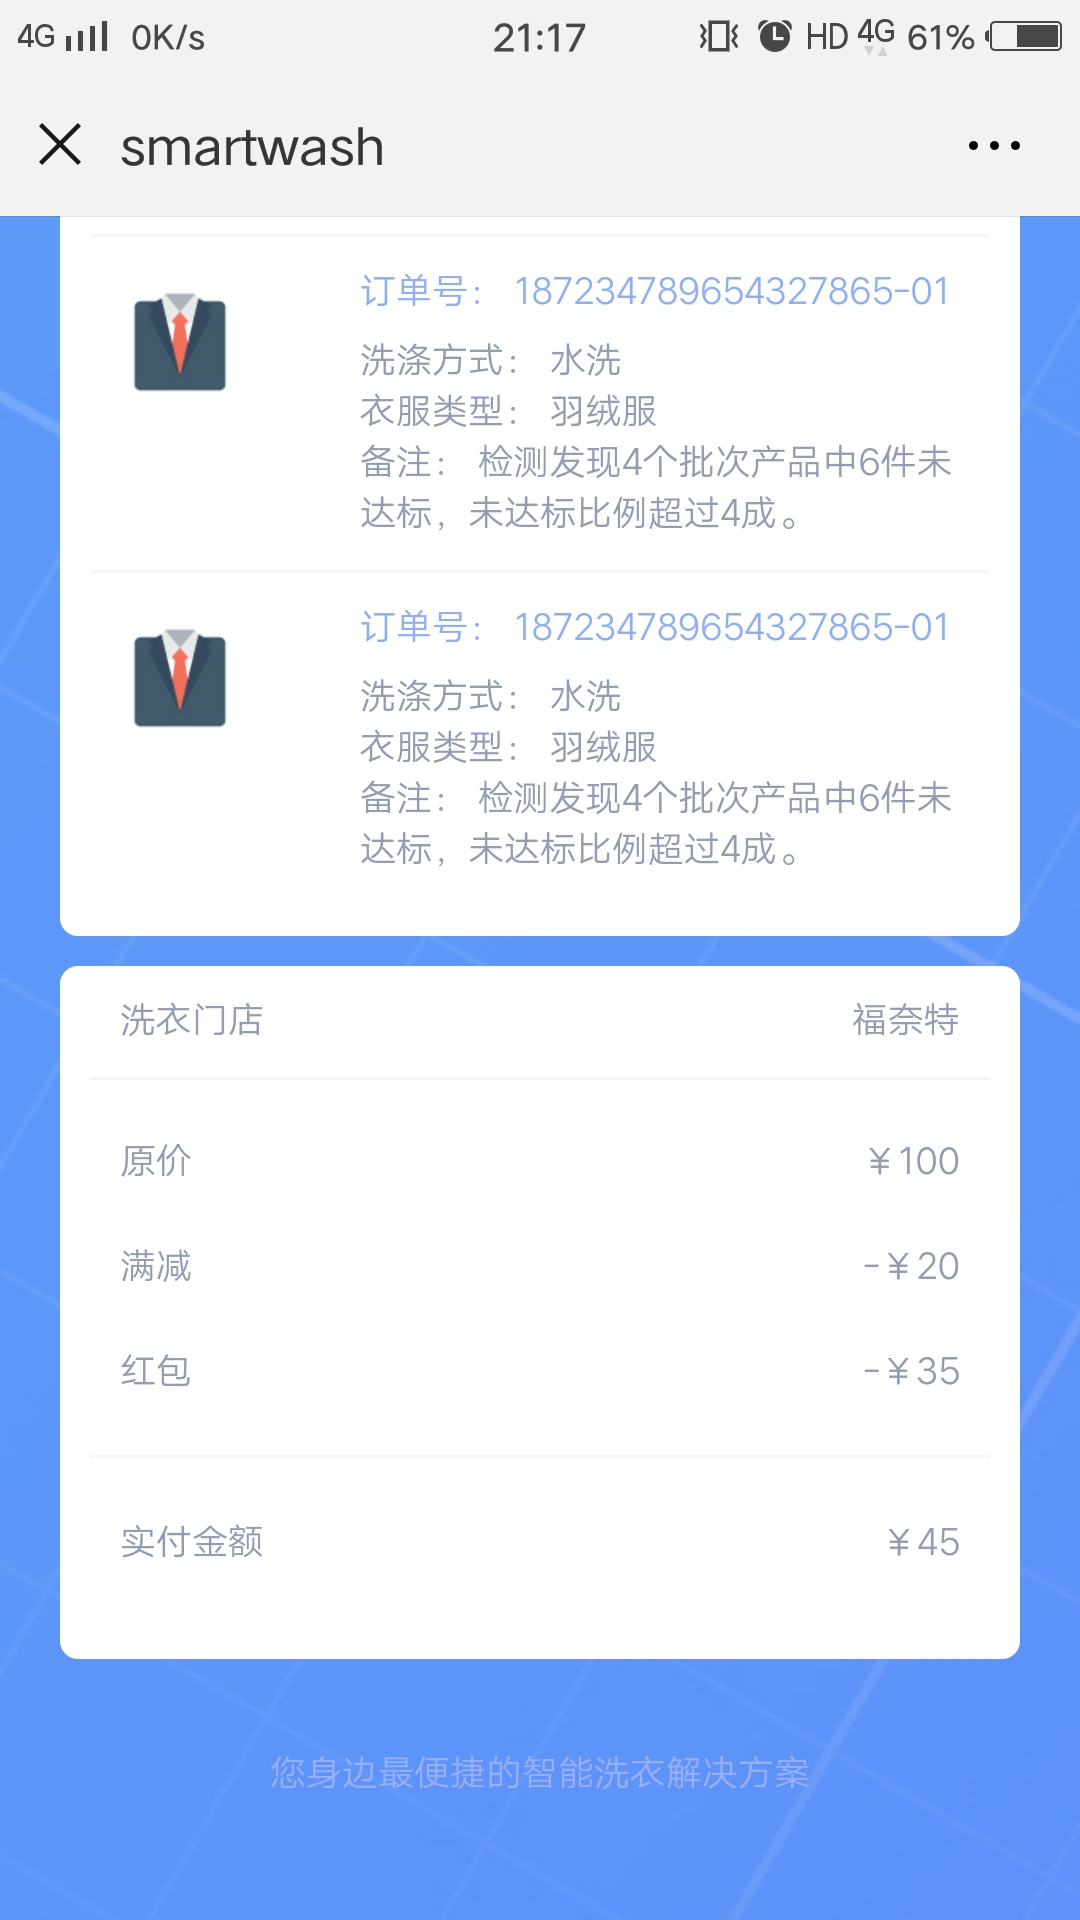 4G 0K/s 21:17 HD 4G 61%
smartwash
订单号： 187234789654327865-01
洗涤方式： 水洗
衣服类型： 羽绒服
备注： 检测发现4个批次产品中6件未
达标，未达标比例超过4成。
订单号： 187234789654327865-01
洗涤方式： 水洗
衣服类型： 羽绒服
备注： 检测发现4个批次产品中6件未
达标，未达标比例超过4成。
洗衣门店 福奈特
原价 ¥100
满减 -¥20
红包 -¥35
实付金额 ¥45
您身边最便捷的智能洗衣解决方案